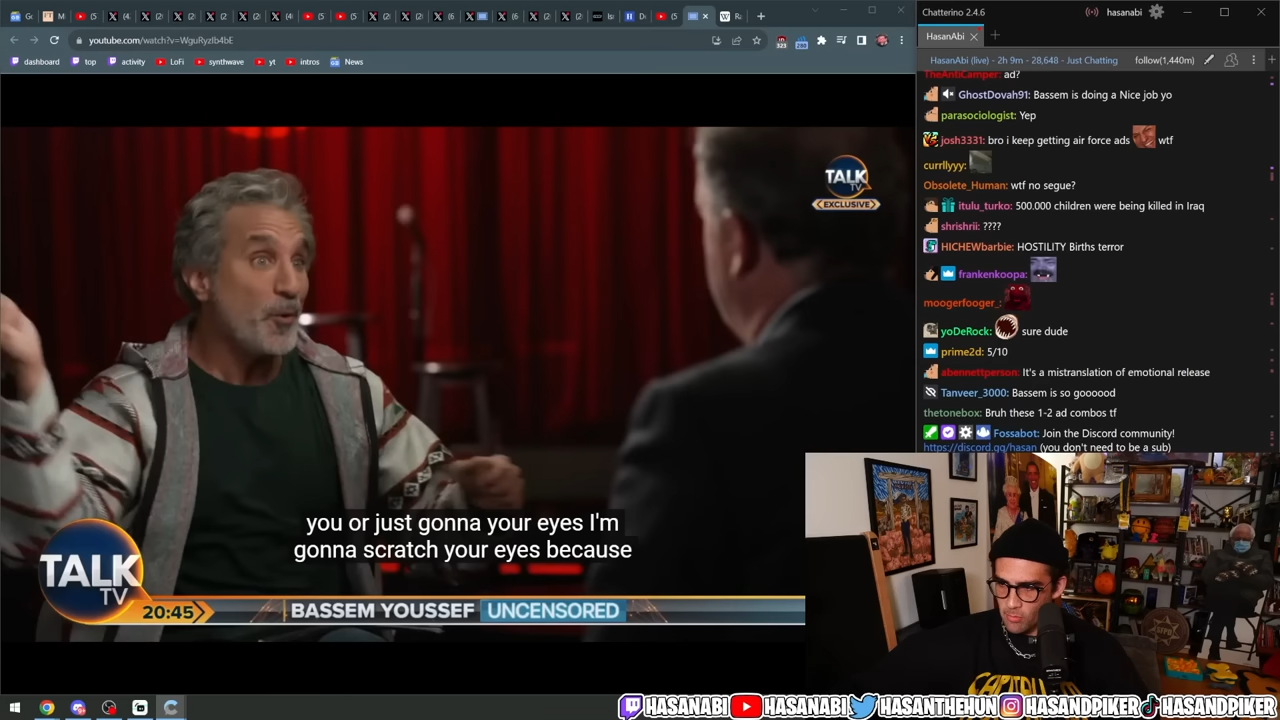 youtube.com/watch?v=WguRyzIb4bE
dashboard
top
activity
LoFi
synthwave
yt
intros
News
TALK
TV
EXCLUSIVE
you or just gonna your eyes I'm
gonna scratch your eyes because
TALK
TV
20:45
BASSEM YOUSSEF UNCENSORED
Chatterino 2.4.6
hasanabi
HasanAbi
HasanAbi (live) - 2h 9m - 28,648 - Just Chatting
follow(1,440m)
TheAntiCamper: ad?
GhostDovah91: Bassem is doing a Nice job yo
parasociologist: Yep
josh3331: bro i keep getting air force ads wtf
currllyyy:
Obsolete_Human: wtf no segue?
itulu_turko: 500.000 children were being killed in Iraq
shrishrii: ????
HICHEWbarbie: HOSTILITY Births terror
frankenkoopa:
moogerfooger_:
yoDeRock: sure dude
prime2d: 5/10
abennettperson: It's a mistranslation of emotional release
Tanveer_3000: Bassem is so goooood
thetonebox: Bruh these 1-2 ad combos tf
Fossabot: Join the Discord community!
https://discord.gg/hasan (you don't need to be a sub)
HASANABI HASANABI HASANTHEHUN HASANDPIKER HASANDPIKER